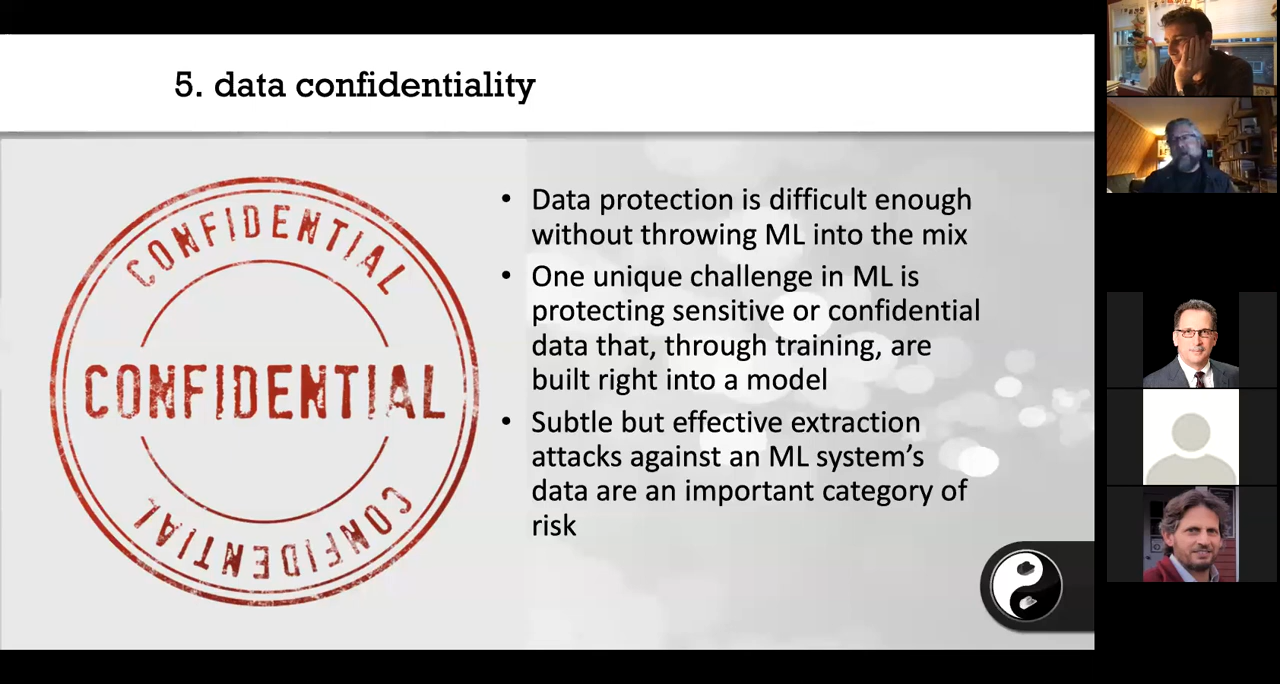 5. data confidentiality
CONFIDENTIAL
CONFIDENTIAL
CONFIDENTIAL
• Data protection is difficult enough
without throwing ML into the mix
• One unique challenge in ML is
protecting sensitive or confidential
data that, through training, are
built right into a model
• Subtle but effective extraction
attacks against an ML system’s
data are an important category of
risk